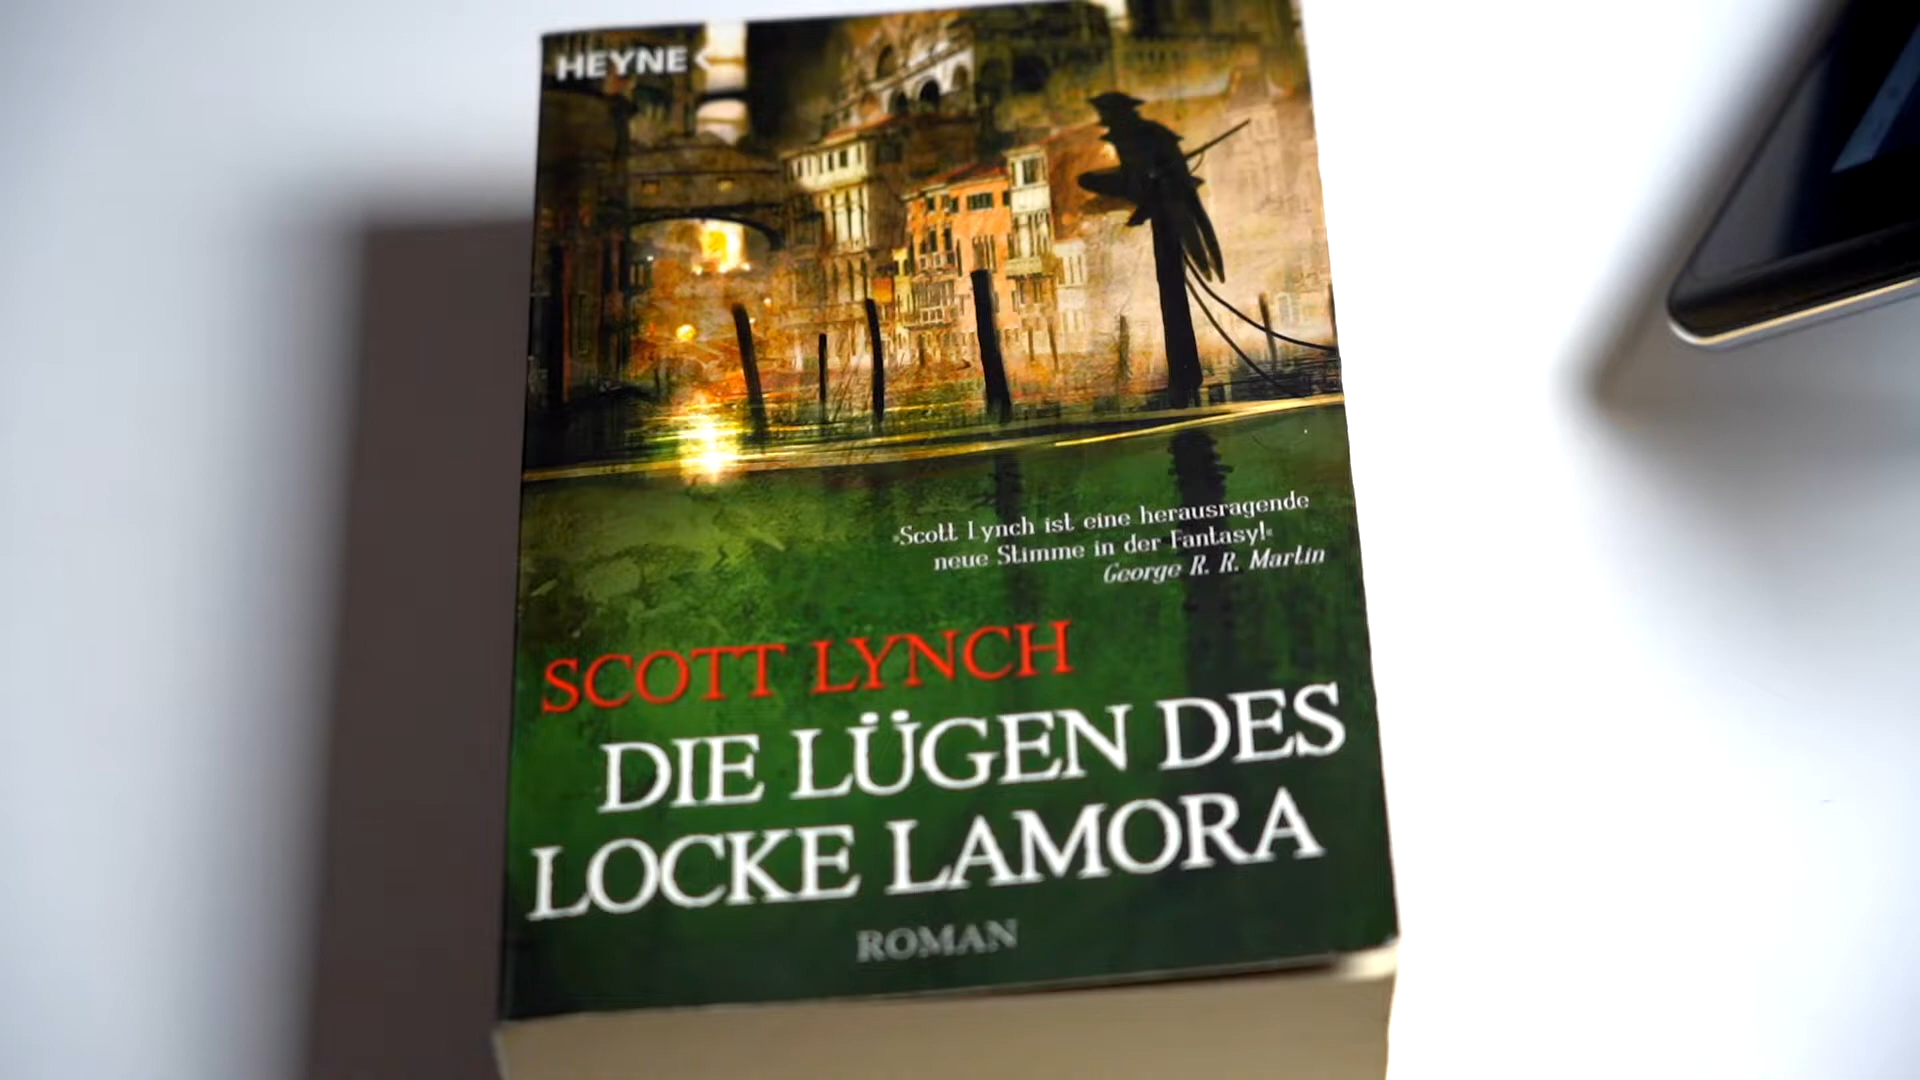 HEYNE<
»Scott Lynch ist eine herausragende
neue Stimme in der Fantasy!«
George R. R. Martin
SCOTT LYNCH
DIE LÜGEN DES
LOCKE LAMORA
ROMAN